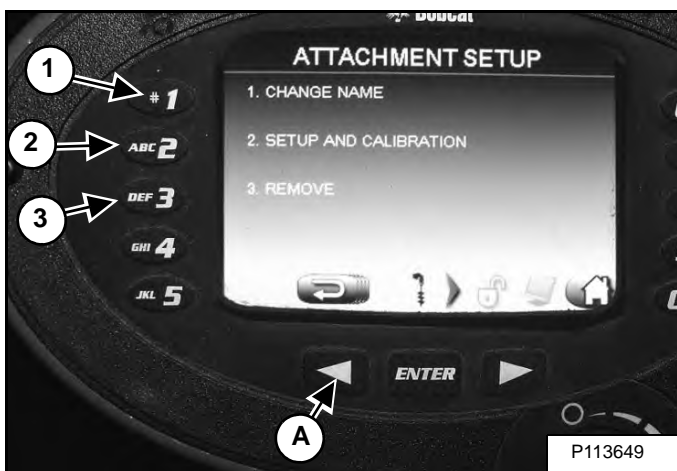 Bobcat
ATTACHMENT SETUP
1
# 1
1. CHANGE NAME
2
ABC 2
2. SETUP AND CALIBRATION
3
DEF 3
3. REMOVE
GHI 4
JKL 5
ENTER
A
P113649